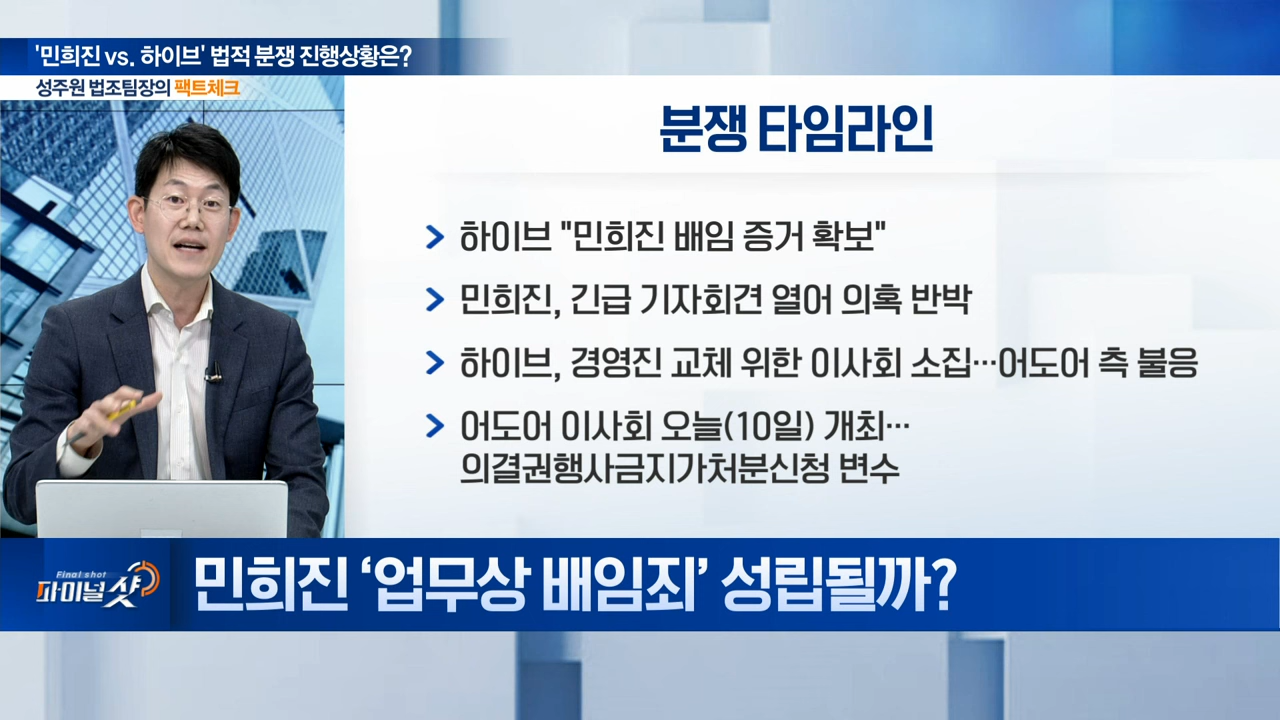 '민희진 vs. 하이브' 법적 분쟁 진행상황은?
성주원 법조팀장의 팩트체크
분쟁 타임라인
하이브 "민희진 배임 증거 확보"
민희진, 긴급 기자회견 열어 의혹 반박
하이브, 경영진 교체 위한 이사회 소집…어도어 측 불응
어도어 이사회 오늘(10일) 개최…
의결권행사금지가처분신청 변수
Final shot
파이널샷
민희진 '업무상 배임죄' 성립될까?